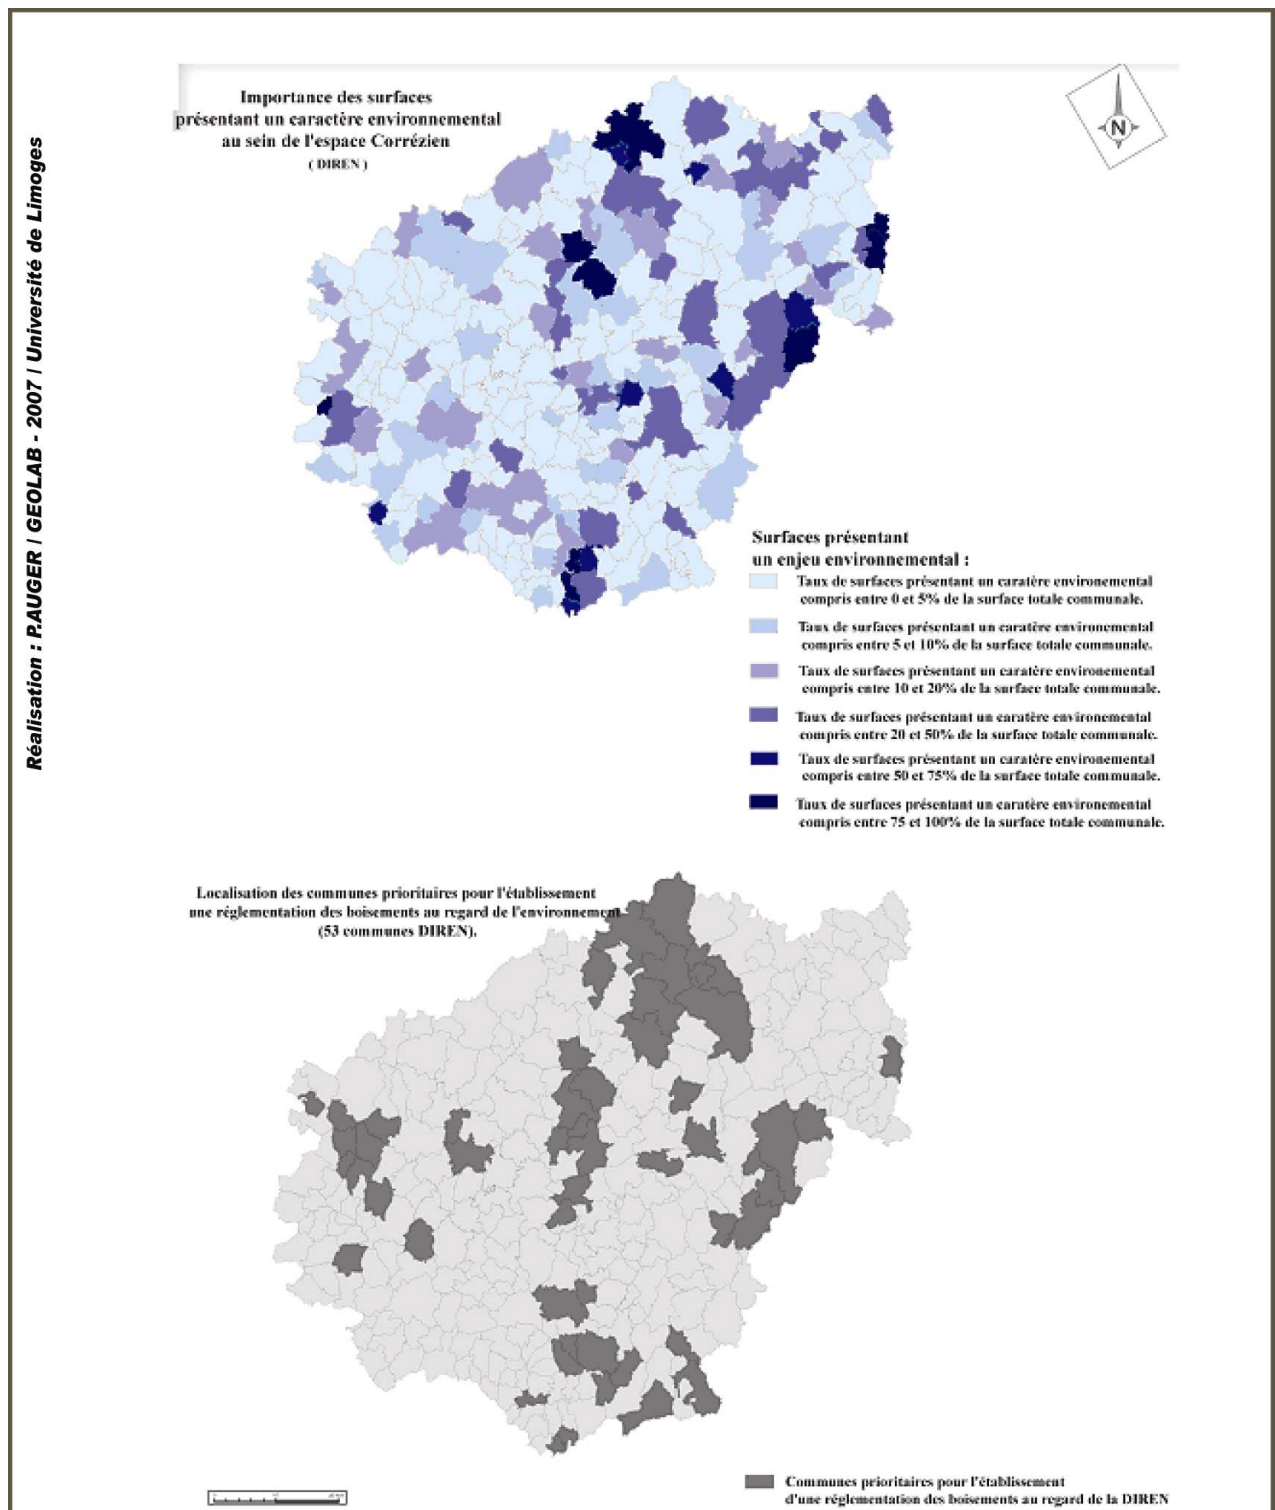 Réalisation : P.AUGER / GEOLAB - 2007 / Université de Limoges
Importance des surfaces
présentant un caractère environnemental
au sein de l'espace Corrézien
( DIREN )
N
Surfaces présentant
un enjeu environnemental :
Taux de surfaces présentant un caratère environemental
compris entre 0 et 5% de la surface totale communale.
Taux de surfaces présentant un caratère environemental
compris entre 5 et 10% de la surface totale communale.
Taux de surfaces présentant un caratère environemental
compris entre 10 et 20% de la surface totale communale.
Taux de surfaces présentant un caratère environemental
compris entre 20 et 50% de la surface totale communale.
Taux de surfaces présentant un caratère environemental
compris entre 50 et 75% de la surface totale communale.
Taux de surfaces présentant un caratère environemental
compris entre 75 et 100% de la surface totale communale.
Localisation des communes prioritaires pour l'établissement
une réglementation des boisements au regard de l'environnement
(53 communes DIREN).
Communes prioritaires pour l'établissement
d'une réglementation des boisements au regard de la DIREN